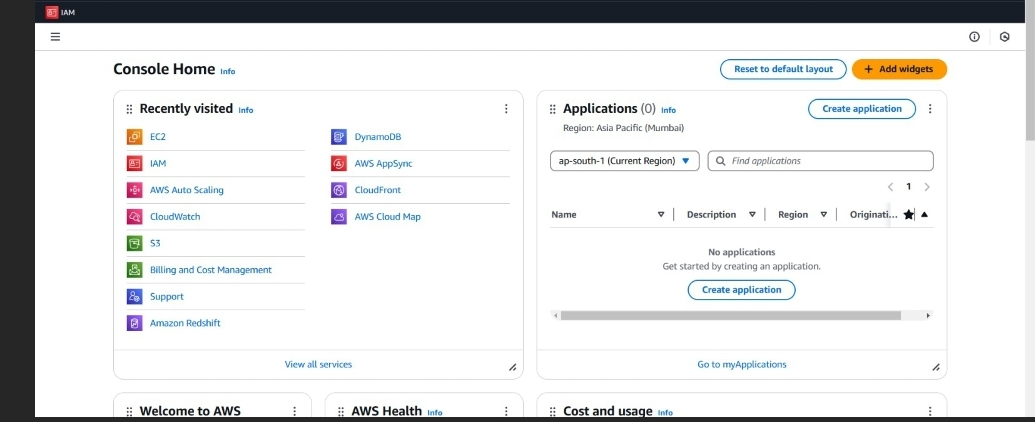 IAM
Console Home Info
Reset to default layout
+ Add widgets
Recently visited Info
EC2
IAM
AWS Auto Scaling
CloudWatch
S3
Billing and Cost Management
Support
Amazon Redshift
DynamoDB
AWS AppSync
CloudFront
AWS Cloud Map
View all services
Applications (0) Info
Region: Asia Pacific (Mumbai)
Create application
ap-south-1 (Current Region)
Find applications
1
Name Description Region Originati...
No applications
Get started by creating an application.
Create application
Go to myApplications
Welcome to AWS
AWS Health Info
Cost and usage Info